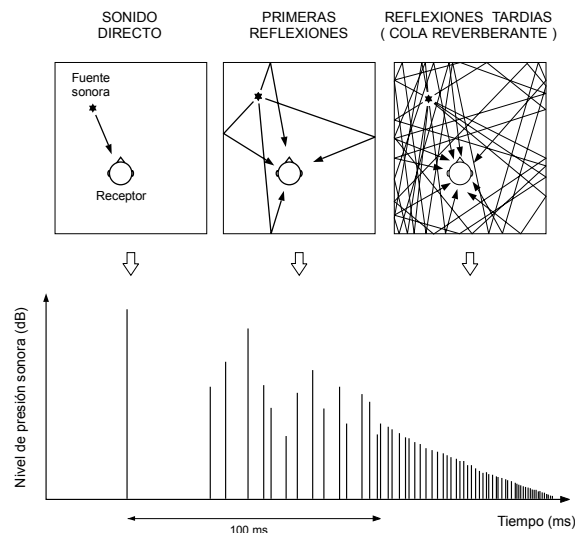 SONIDO
DIRECTO
PRIMERAS
REFLEXIONES
REFLEXIONES TARDIAS
( COLA REVERBERANTE )
Fuente
sonora
Receptor
Nivel de presión sonora (dB)
100 ms
Tiempo (ms)